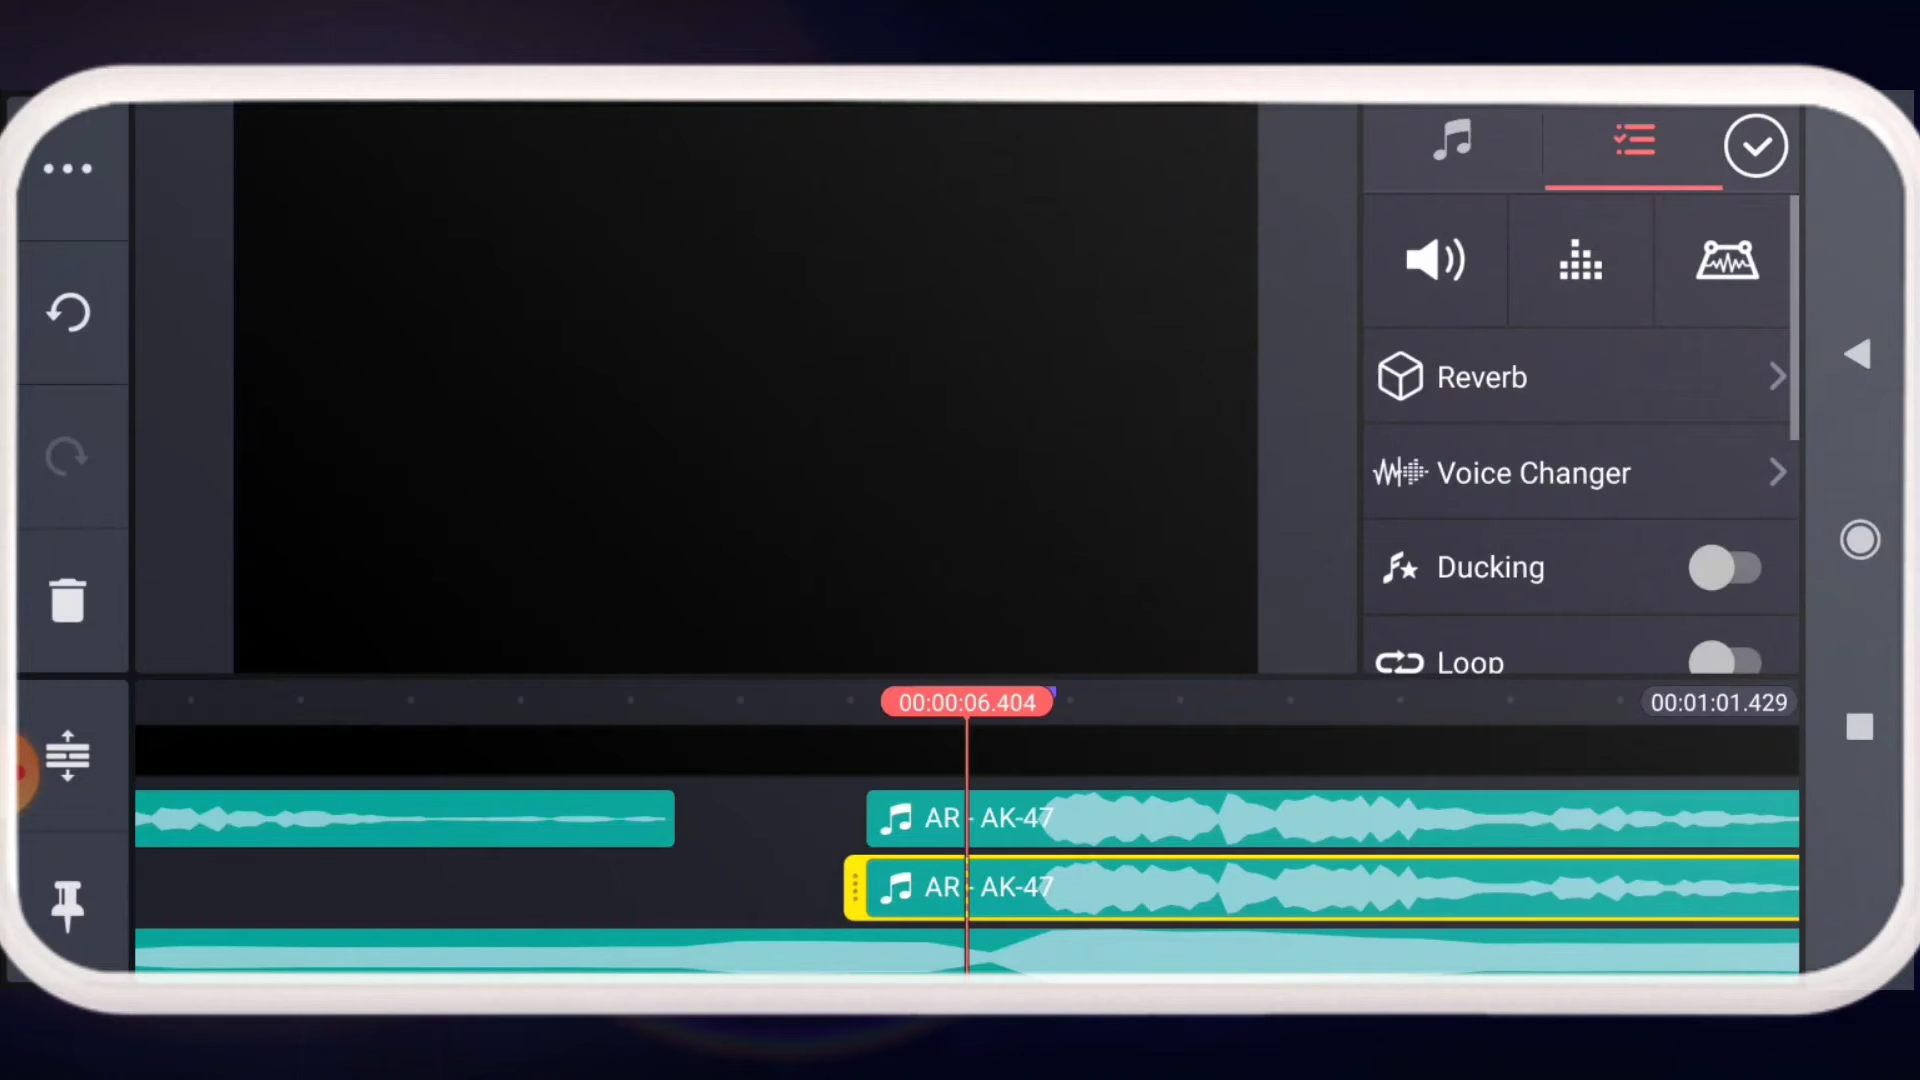 Reverb
Voice Changer
Ducking
Loop
00:00:06.404
00:01:01.429
AR - AK-47
AR - AK-47